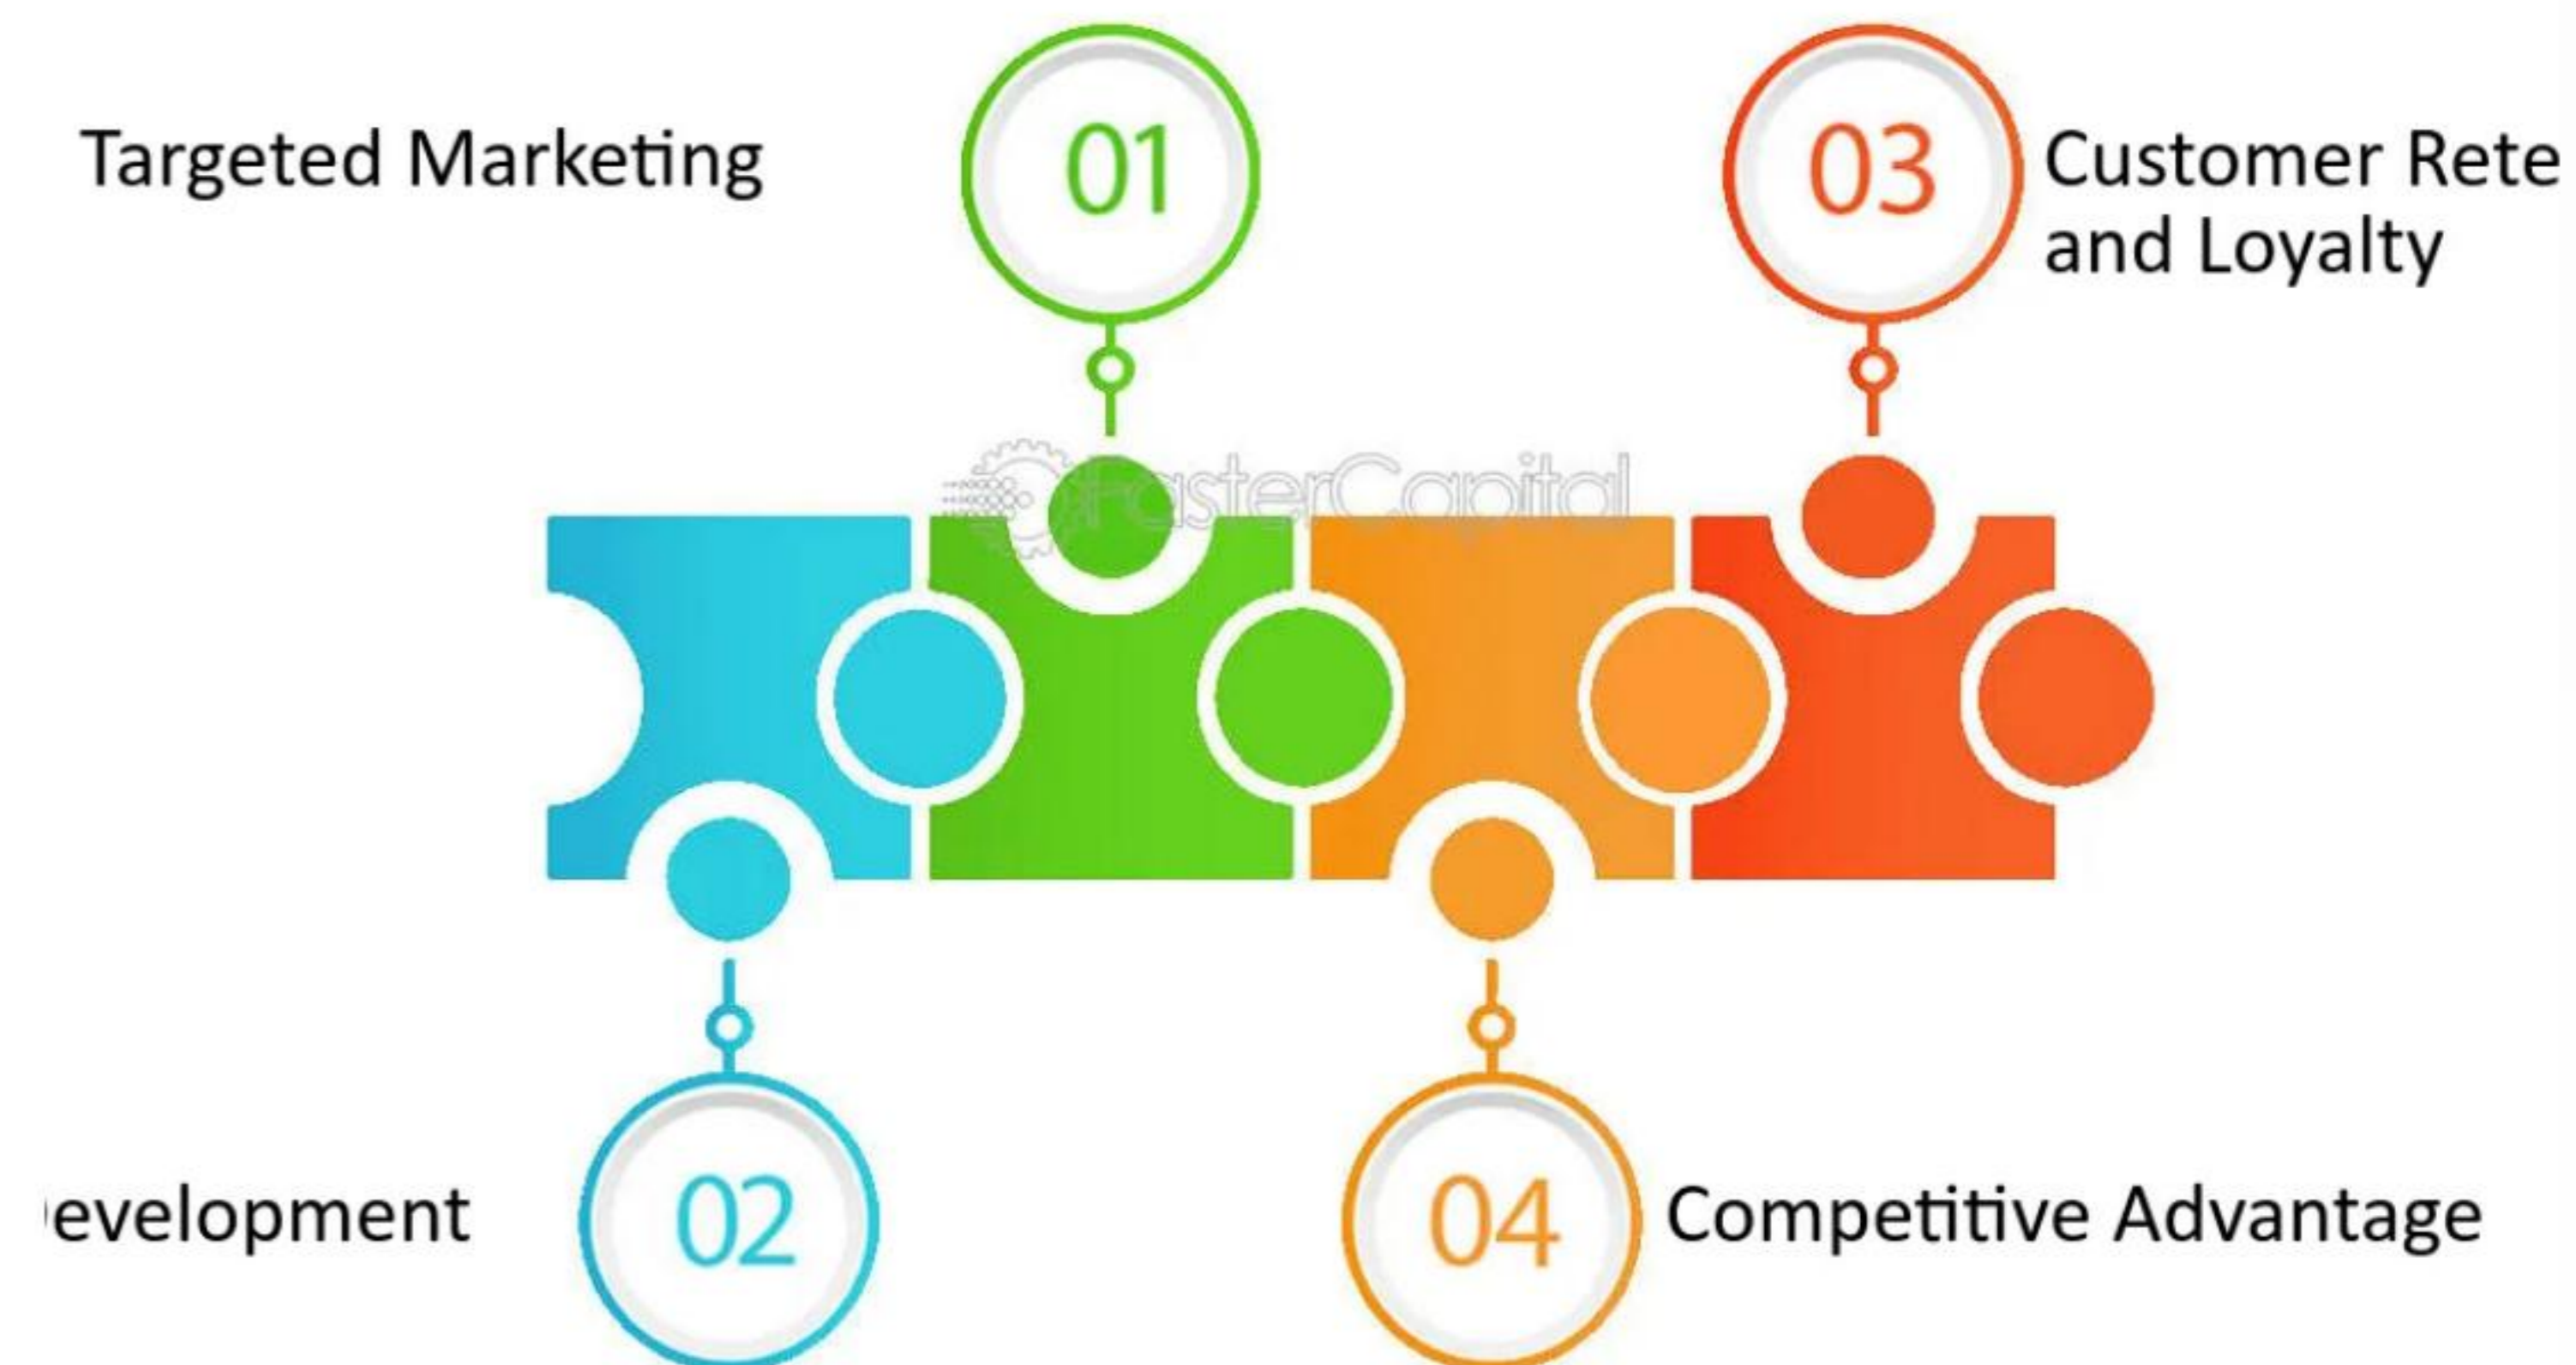 Targeted Marketing
01
03
Customer Rete
and Loyalty
FasterCapital
evelopment
02
04
Competitive Advantage